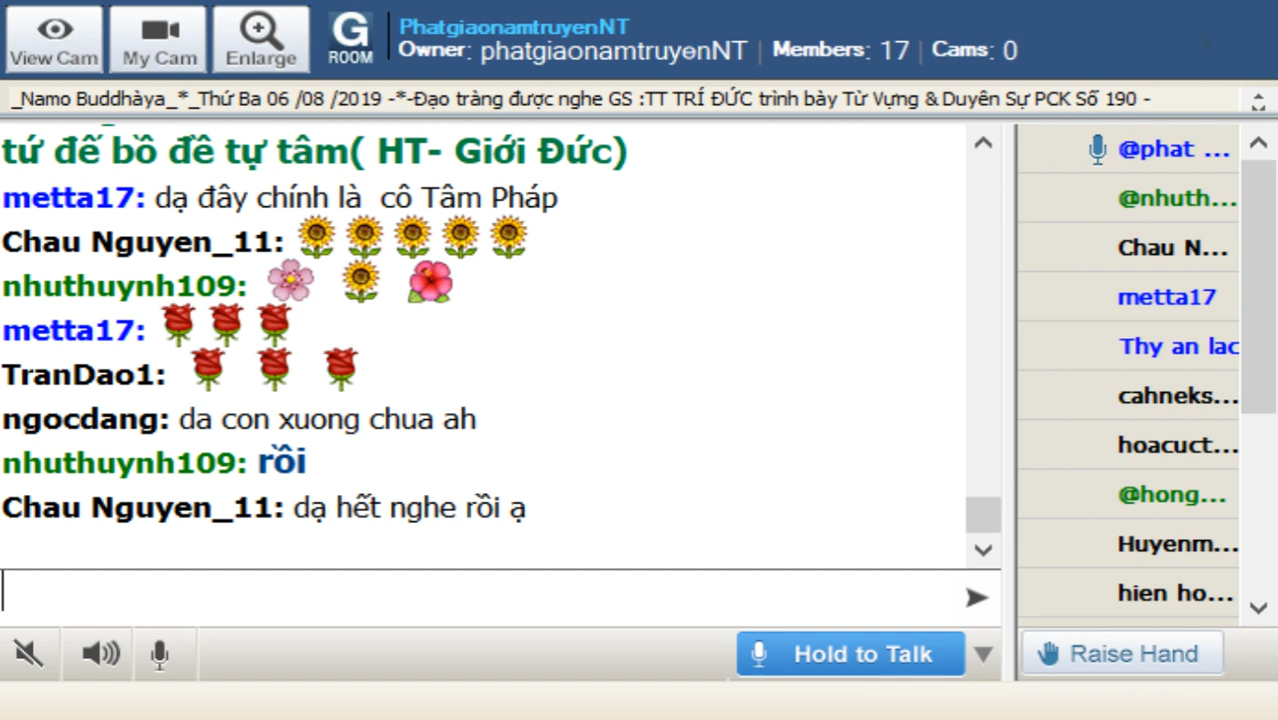 View Cam
My Cam
Enlarge
G
ROOM
PhatgiaonamtruyenNT
Owner: phatgiaonamtruyenNT | Members: 17 | Cams: 0
_Namo Buddhàya_*_Thứ Ba 06 /08 /2019 -*-Đạo tràng được nghe GS :TT TRÍ ĐỨC trình bày Từ Vựng & Duyên Sự PCK Số 190 -
tứ đế bồ đề tự tâm( HT- Giới Đức)
metta17: dạ đây chính là cô Tâm Pháp
Chau Nguyen_11:
nhuthuynh109:
metta17:
TranDao1:
ngocdang: da con xuong chua ah
nhuthuynh109: rồi
Chau Nguyen_11: dạ hết nghe rồi ạ
Hold to Talk
@phat ...
@nhuth...
Chau N...
metta17
Thy an lac
cahneks...
hoacuct...
@hong...
Huyenm...
hien ho...
Raise Hand